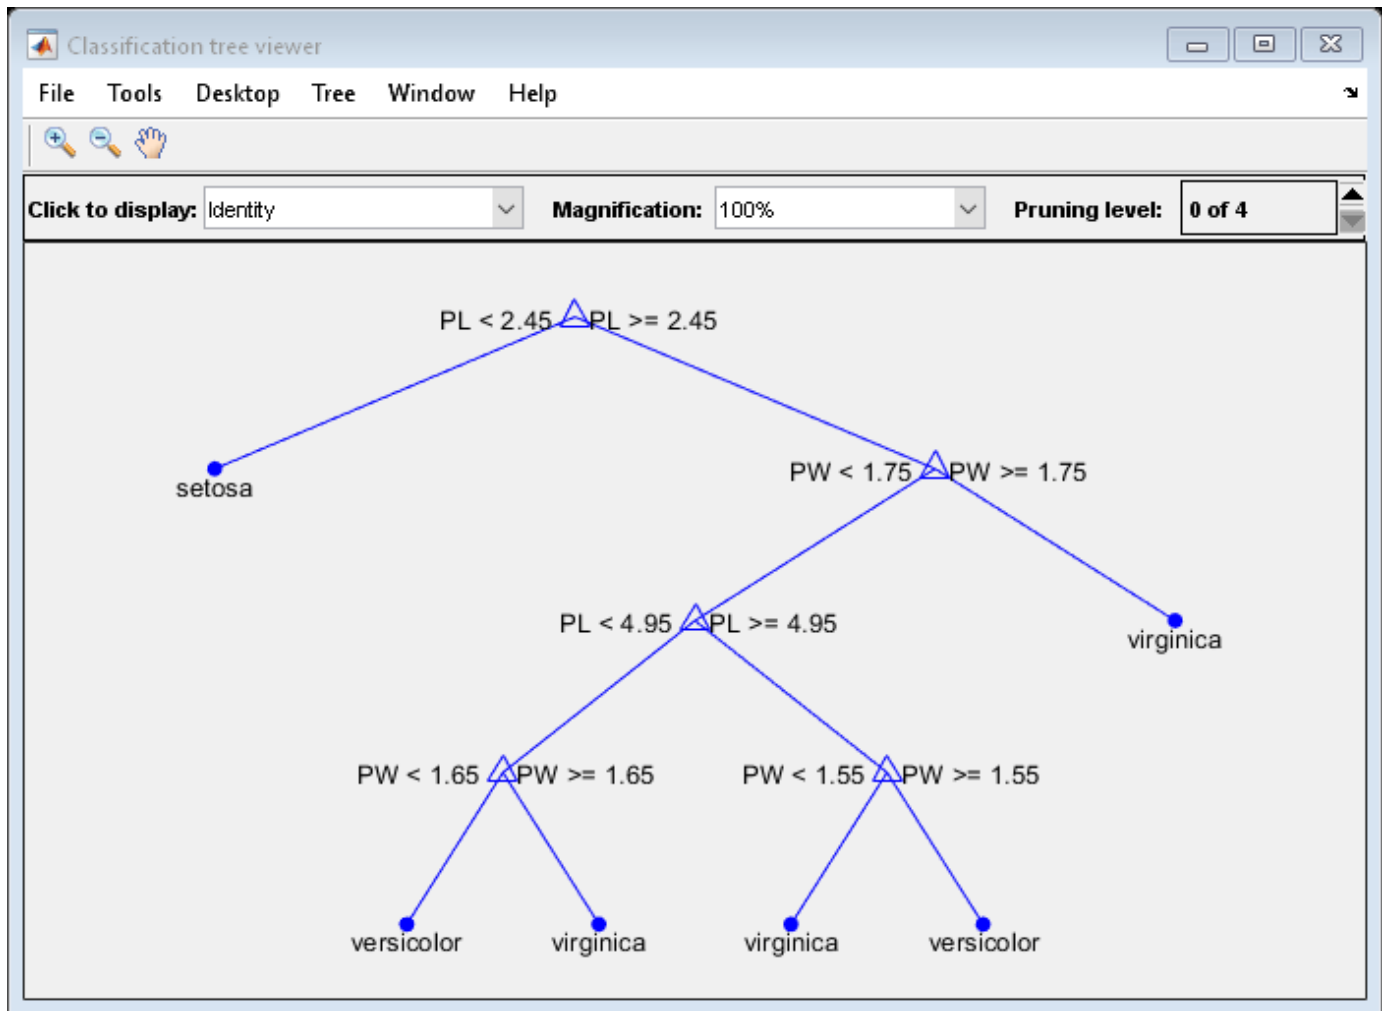 Classification tree viewer
File Tools Desktop Tree Window Help
Click to display: Identity Magnification: 100% Pruning level: 0 of 4
PL < 2.45 PL >= 2.45
setosa
PW < 1.75 PW >= 1.75
PL < 4.95 PL >= 4.95
virginica
PW < 1.65 PW >= 1.65 PW < 1.55 PW >= 1.55
versicolor virginica virginica versicolor